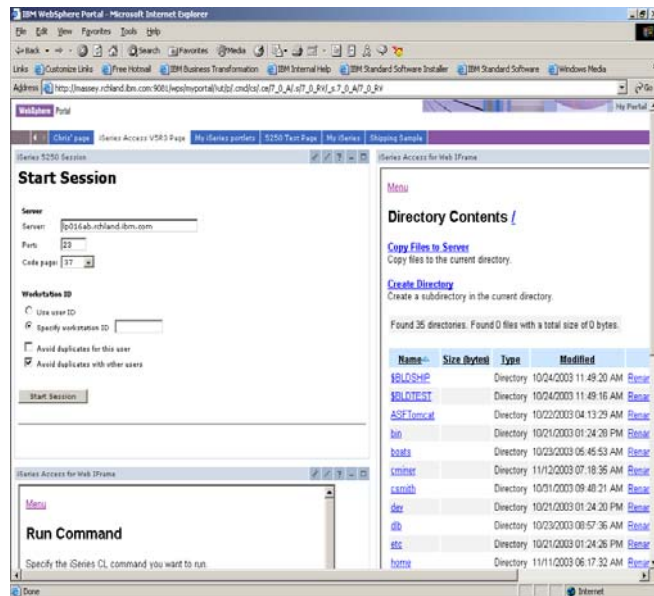 IBM WebSphere Portal - Microsoft Internet Explorer
File Edit View Favorites Tools Help
Back Search Favorites Media
Links Customize Links Free Hotmail IBM Business Transformation IBM Internal Help IBM Standard Software Installer IBM Standard Software Windows Media
Address http://massey.rchland.ibm.com:9081/wps/myportal/
Go
WebSphere Portal
My Portal
Chris' page iSeries Access V5R3 Page My iSeries portlets 5250 Test Page My iSeries Shipping Sample
iSeries 5250 Session
Start Session
Server
Server: lp016ab.rchland.ibm.com
Port: 23
Code page: 37
Workstation ID
Use user ID
Specify workstation ID
Avoid duplicates for this user
Avoid duplicates with other users
Start Session
iSeries Access for Web IFrame
Menu
Run Command
Specify the iSeries CL command you want to run.
iSeries Access for Web IFrame
Menu
Directory Contents /
Copy Files to Server
Copy files to the current directory.
Create Directory
Create a subdirectory in the current directory.
Found 35 directories. Found 0 files with a total size of 0 bytes.
Name Size (bytes) Type Modified
$BLDSHIP Directory 10/24/2003 11:49:20 AM Renar
$BLDTEST Directory 10/24/2003 11:49:16 AM Renar
ASFTomcat Directory 10/22/2003 04:13:29 AM Renar
bin Directory 10/21/2003 01:24:28 PM Renar
boats Directory 10/23/2003 05:45:53 AM Renar
cminer Directory 11/12/2003 07:18:35 AM Renar
csmith Directory 10/31/2003 09:48:21 AM Renar
dev Directory 10/21/2003 01:24:20 PM Renar
dlb Directory 10/23/2003 08:57:36 AM Renar
etc Directory 10/21/2003 01:24:26 PM Renar
home Directory 11/11/2003 06:17:32 AM Renar
Done
Internet